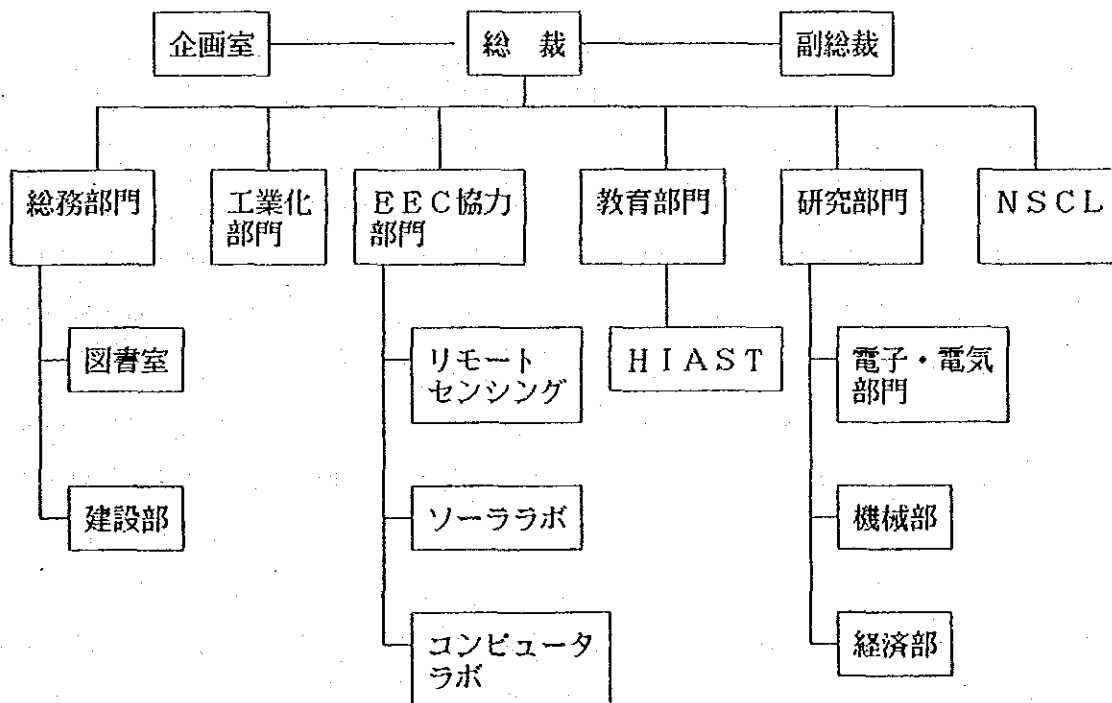 企画室
総 裁
副総裁
総務部門
工業化
部門
ＥＥＣ協力
部門
教育部門
研究部門
ＮＳＣＬ
図書室
リモート
センシング
ＨＩＡＳＴ
電子・電気
部門
建設部
ソーララボ
機械部
コンピュータ
ラボ
経済部